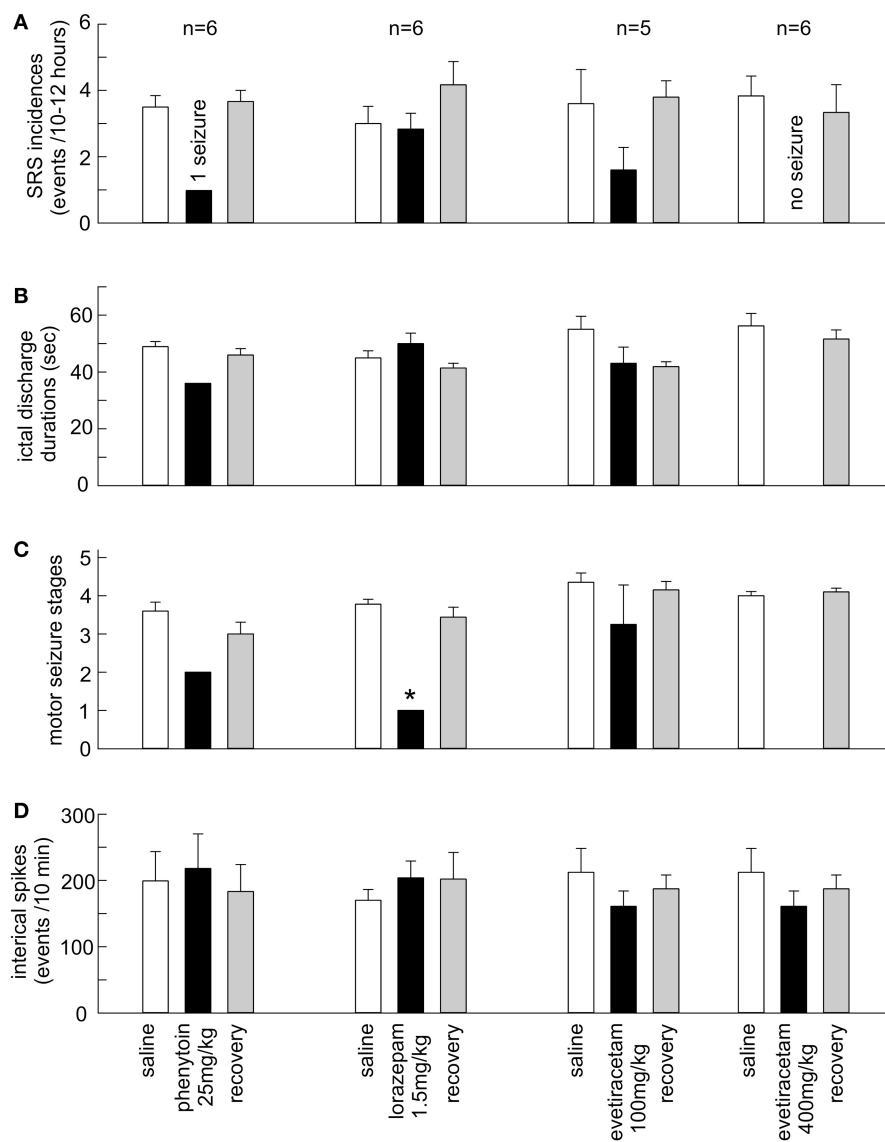 A
n=6
n=6
n=5
n=6
SRS incidences
(events /10-12 hours)
6
4
2
0
1 seizure
no seizure
B
ictal discharge
durations (sec)
60
40
20
0
C
motor seizure stages
5
4
3
2
1
0
*
D
interical spikes
(events /10 min)
300
200
100
0
saline
phenytoin
25mg/kg
recovery
saline
lorazepam
1.5mg/kg
recovery
saline
evetiracetam
100mg/kg
recovery
saline
evetiracetam
400mg/kg
recovery